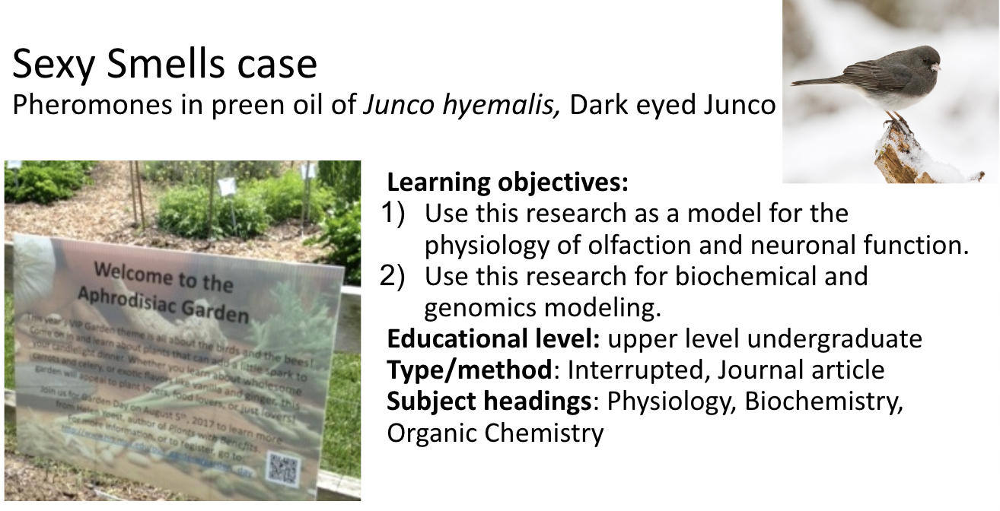 Sexy Smells case
Pheromones in preen oil of Junco hyemalis, Dark eyed Junco
Learning objectives:
1) Use this research as a model for the
physiology of olfaction and neuronal function.
2) Use this research for biochemical and
genomics modeling.
Educational level: upper level undergraduate
Type/method: Interrupted, Journal article
Subject headings: Physiology, Biochemistry,
Organic Chemistry
Welcome to the
Aphrodisiac Garden
This year's VIP Garden theme is all about the birds and the bees!
Come on in and learn about plants that can add a little spark to
your candlelight dinner. Whether you learn about wholesome
carrots and celery, or exotic flavors like vanilla and ginger, this
garden will appeal to plant lovers, food lovers, or just lovers!
Join us for Garden Day on August 5th, 2017 to learn more
from Helen Yoest, author of Plants with Benefits.
For more information, or to register, go to: